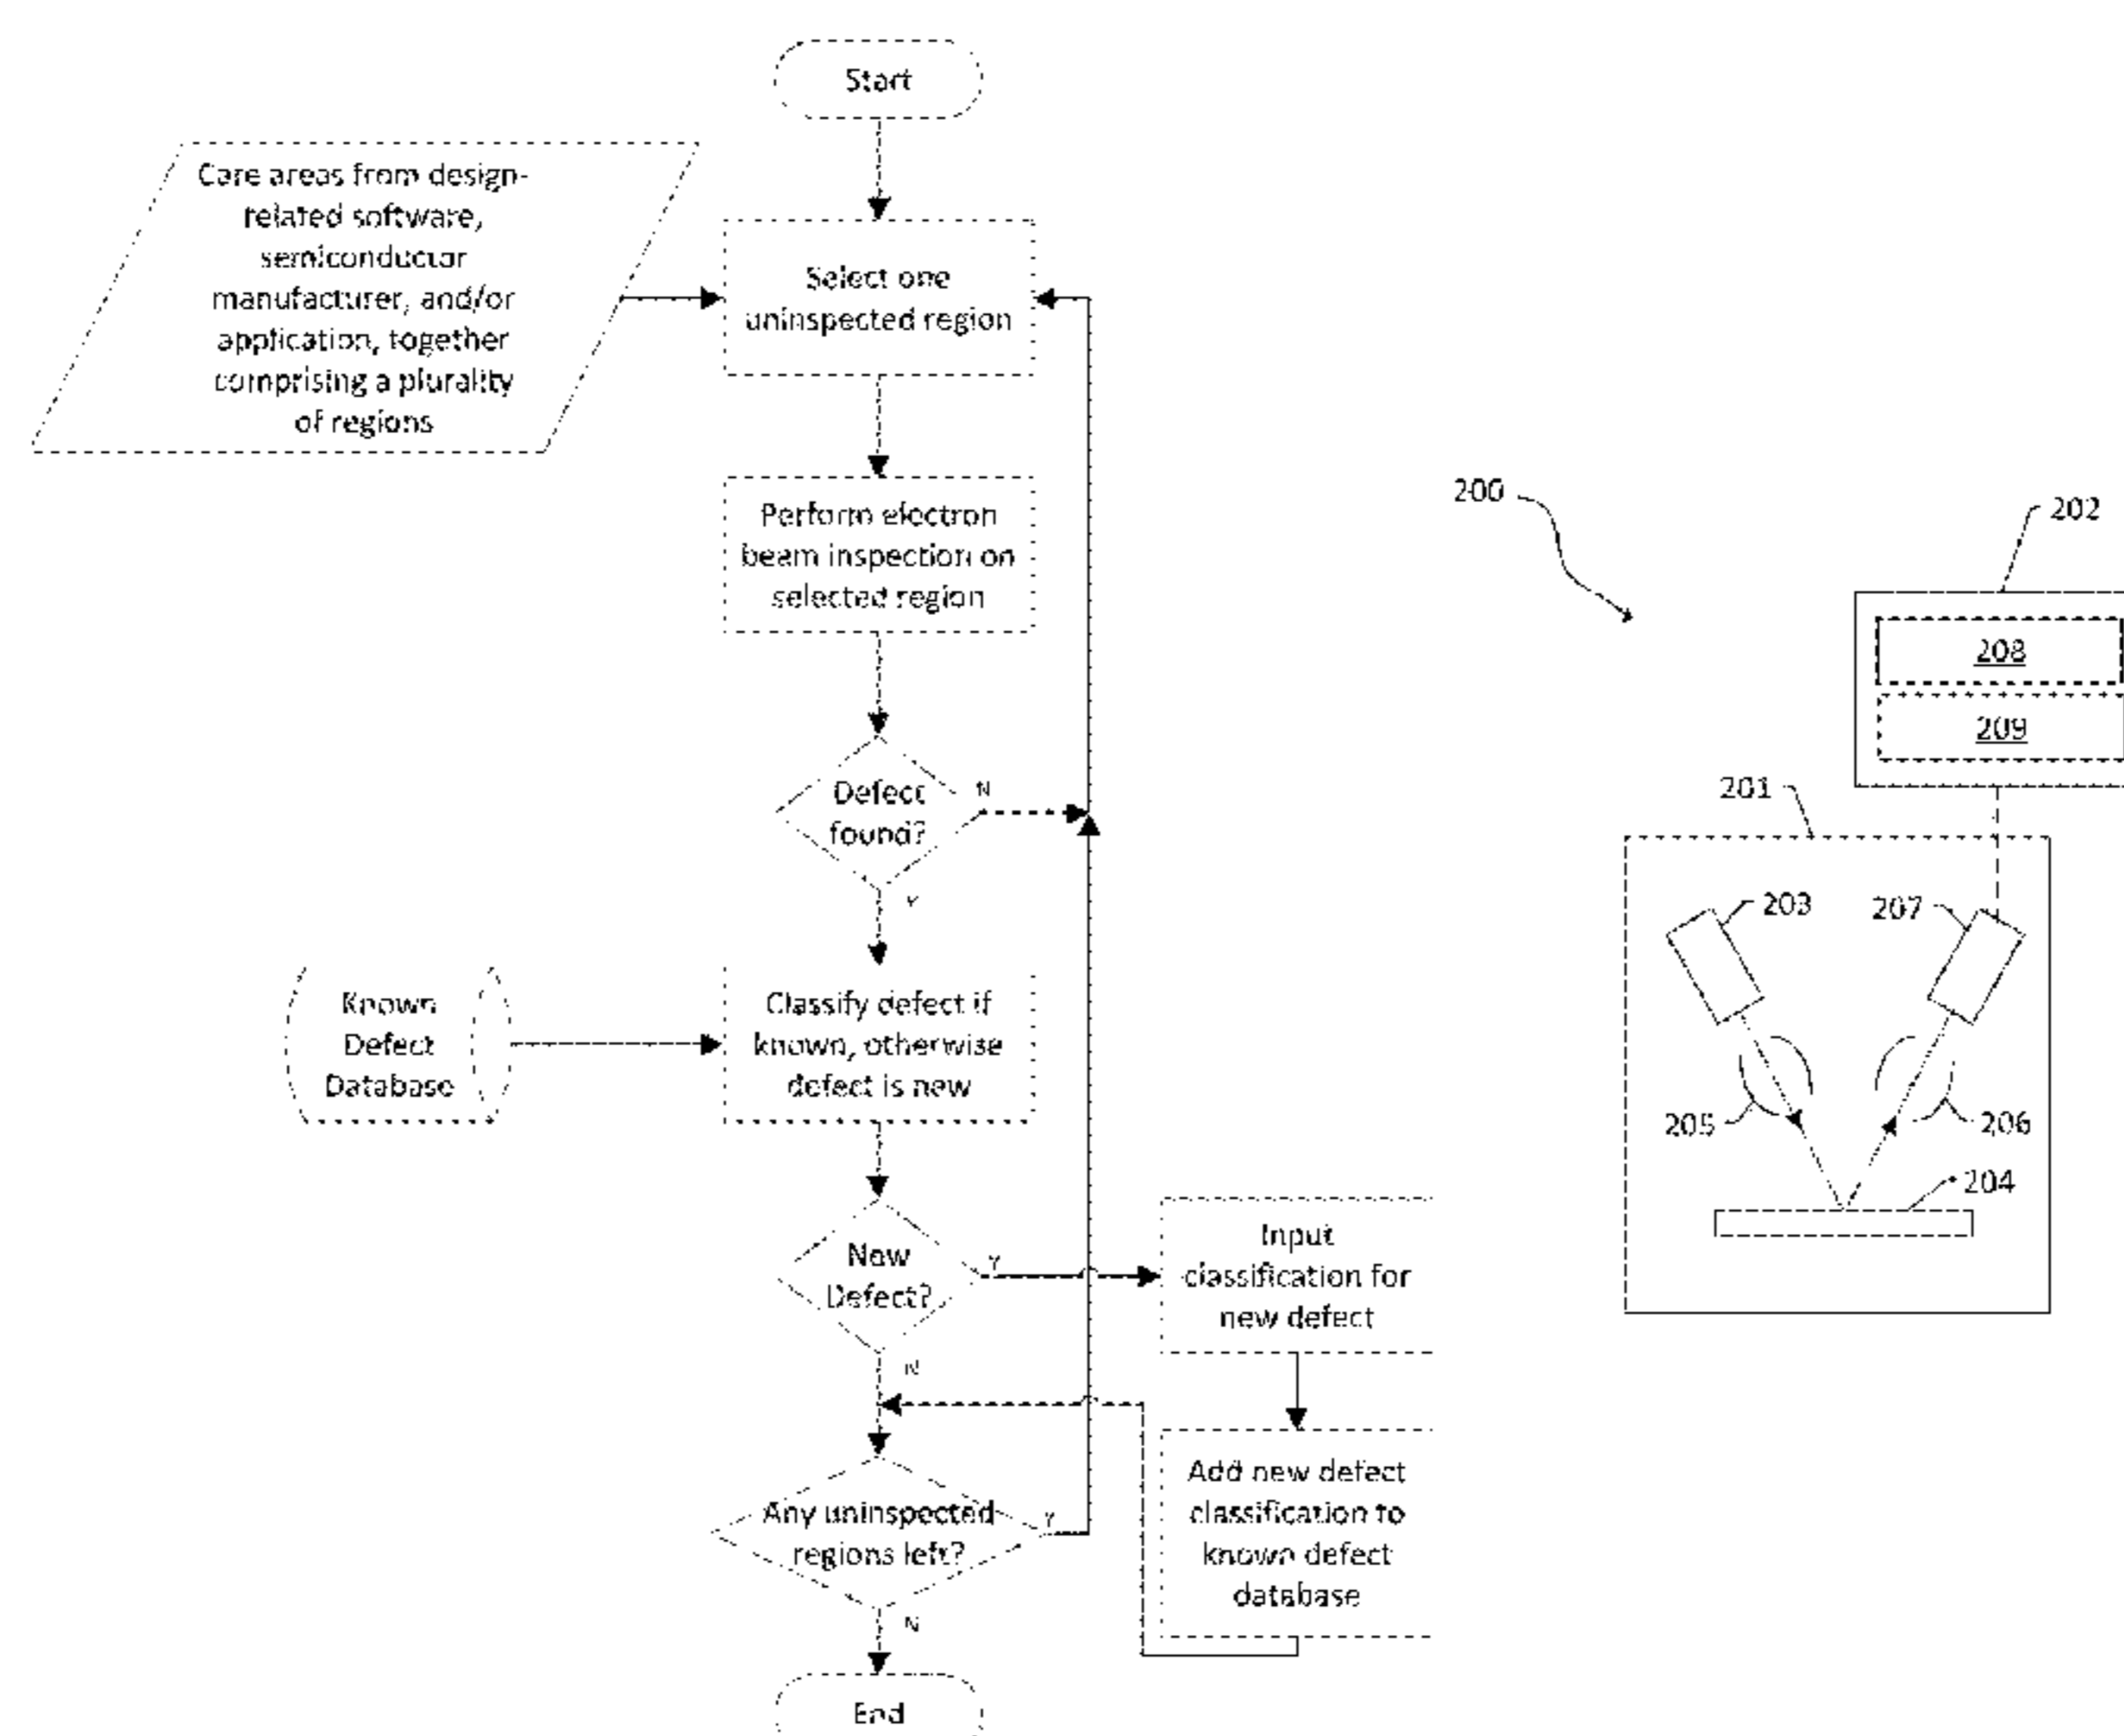 Start
Care areas from design-
related software,
semiconductor
manufacturer, and/or
application, together
comprising a plurality
of regions
Select one
uninspected region
Perform electron
beam inspection on
selected region
Defect
found?
N
Y
Known
Defect
Database
Classify defect if
known, otherwise
defect is new
New
Defect?
Y
N
Input
classification for
new defect
Add new defect
classification to
known defect
database
Any uninspected
regions left?
Y
N
End
200
202
208
209
201
203
207
205
206
204